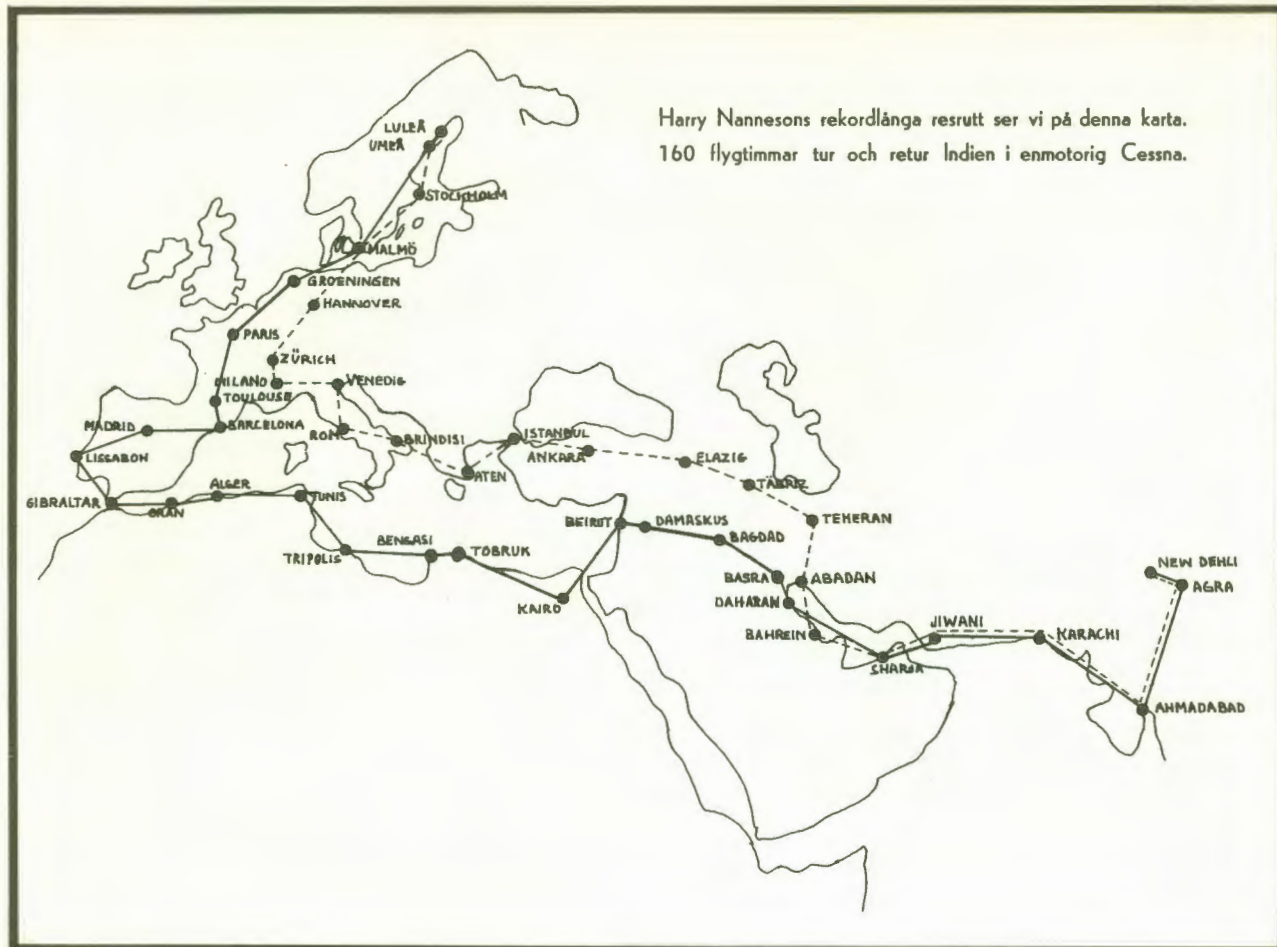 Harry Nannesons rekordlånga resrutt ser vi på denna karta.
160 flygtimmar tur och retur Indien i enmotorig Cessna.
LULEÅ
UMEÅ
STOCKHOLM
MALMÖ
GROENINGEN
HANNOVER
PARIS
ZÜRICH
MILANO
VENEDIG
TOULOUSE
MADRID
BARCELONA
ROM
BRINDISI
ISTANBUL
ANKARA
ELAZIG
LISSABON
ATEN
TÄBRIZ
GIBRALTAR
ORAN
ALGER
TUNIS
TEHERAN
BEIRUT
DAMASKUS
BAGDAD
TRIPOLIS
BENGASI
TOBRUK
NEW DEHLI
AGRA
BASRA
ABADAN
KAIRO
DAHARAN
BAHREIN
JIWANI
KARACHI
SHARJA
AHMADABAD